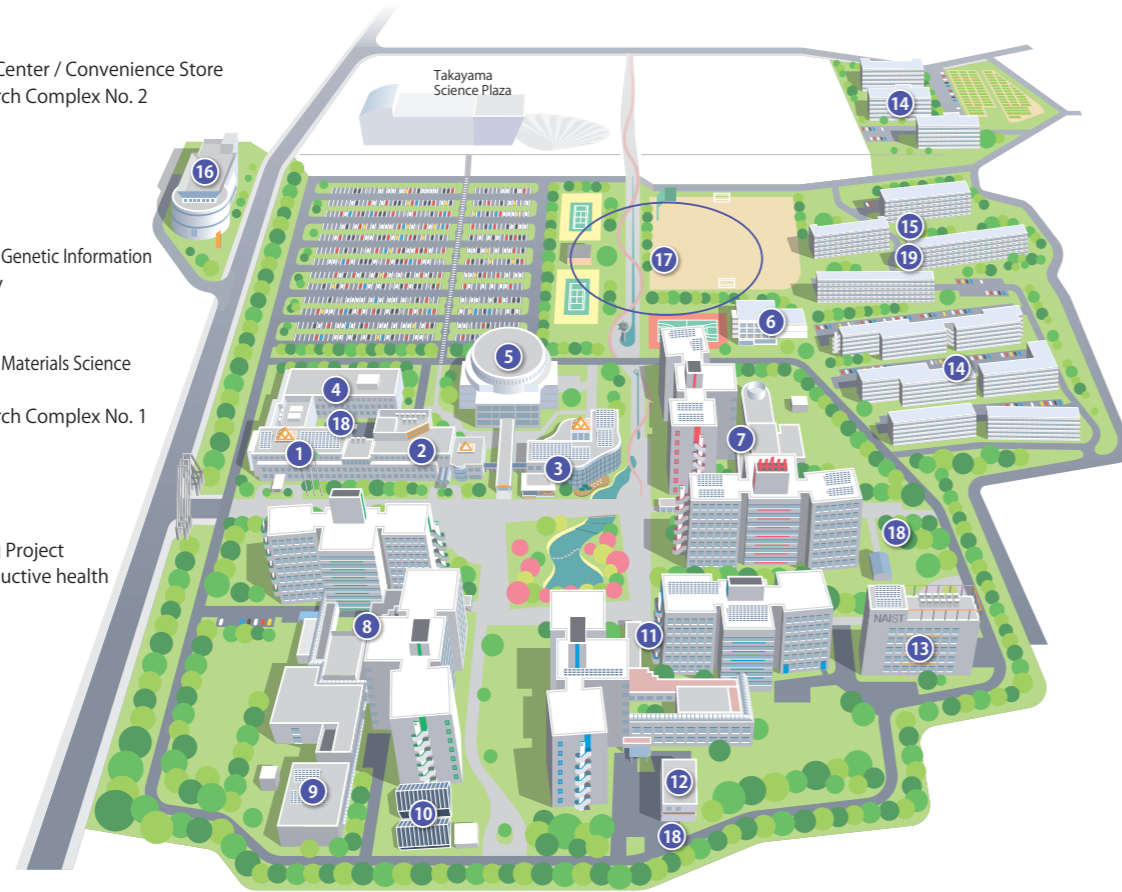 Center / Convenience Store
rch Complex No. 2
Takayama
Science Plaza
14
16
15
Genetic Information
17
19
6
5
Materials Science
14
4
rch Complex No. 1
18
7
1
2
3
18
Project
uctive health
NAIST
8
11
13
12
9
10
18